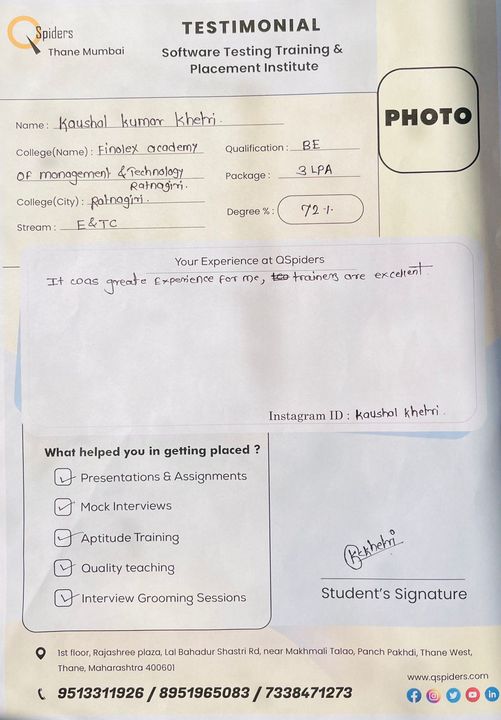 QSpiders
Thane Mumbai
TESTIMONIAL
Software Testing Training &
Placement Institute
PHOTO
Name : Kaushal kumar khetri.
College(Name) : Finolex academy
OF management & Technology
Ratnagiri.
College(City) : Ratnagiri.
Stream : E&TC
Qualification : BE
Package : 3 LPA
Degree % : 72 %
Your Experience at QSpiders
It was greate Experience For me, trainers are excellent
Instagram ID : kaushal khetri.
What helped you in getting placed ?
Presentations & Assignments
Mock Interviews
Aptitude Training
Quality teaching
Interview Grooming Sessions
K.khetri
Student's Signature
1st floor, Rajashree plaza, Lal Bahadur Shastri Rd, near Makhmali Talao, Panch Pakhdi, Thane West,
Thane, Maharashtra 400601
9513311926 / 8951965083 / 7338471273
www.qspiders.com